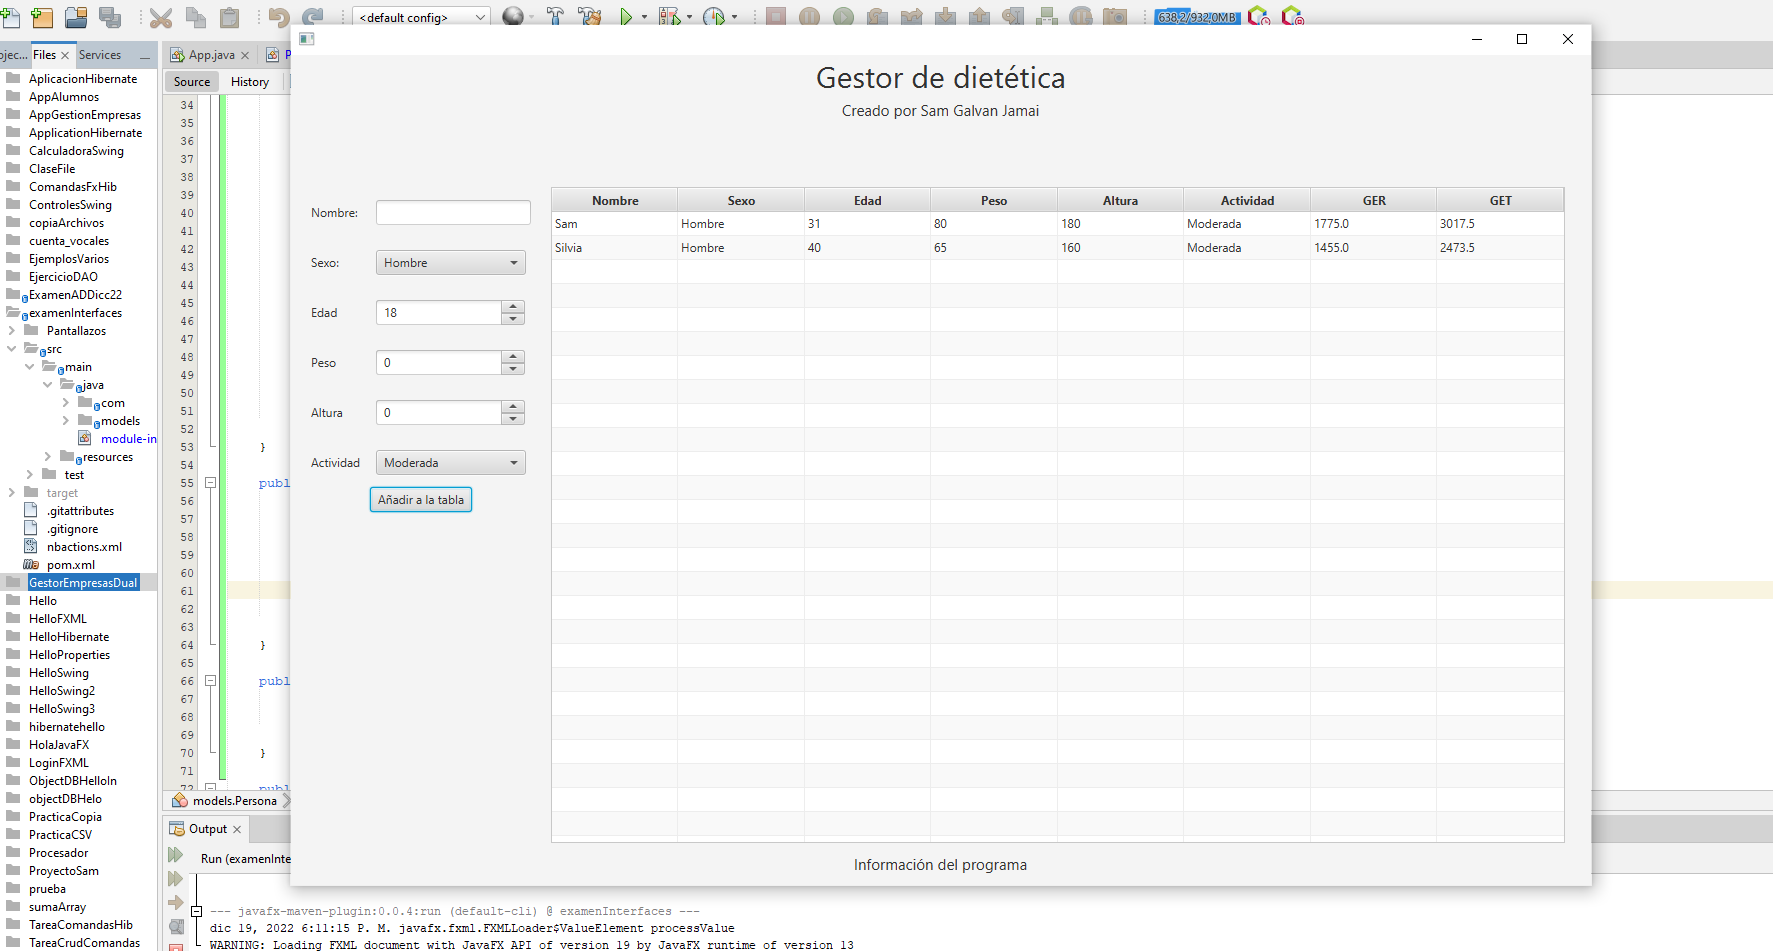 <default config>
638,2/932,0MB
Files
Services
App.java
Source
History
AplicacionHibernate
AppAlumnos
AppGestionEmpresas
ApplicationHibernate
CalculadoraSwing
ClaseFile
ComandasFxHib
ControlesSwing
copiaArchivos
cuenta_vocales
EjemplosVarios
EjercicioDAO
ExamenADDicc22
examenInterfaces
Pantallazos
src
main
java
com
models
module-in
resources
test
target
.gitattributes
.gitignore
nbactions.xml
pom.xml
GestorEmpresasDual
Hello
HelloFXML
HelloHibernate
HelloProperties
HelloSwing
HelloSwing2
HelloSwing3
hibernatehello
HolaJavaFX
LoginFXML
ObjectDBHelloIn
objectDBHelo
PracticaCopia
PracticaCSV
Procesador
ProyectoSam
prueba
sumaArray
TareaComandasHib
TareaCrudComandas
34
35
36
37
38
39
40
41
42
43
44
45
46
47
48
49
50
51
52
53 }
54
55 publ
56
57
58
59
60
61
62
63
64 }
65
66 publ
67
68
69
70 }
71
72 publ
models.Persona
Gestor de dietética
Creado por Sam Galvan Jamai
Nombre:
Sexo: Hombre
Edad 18
Peso 0
Altura 0
Actividad Moderada
Añadir a la tabla
Nombre Sexo Edad Peso Altura Actividad GER GET
Sam Hombre 31 80 180 Moderada 1775.0 3017.5
Silvia Hombre 40 65 160 Moderada 1455.0 2473.5
Información del programa
Output
Run (examenInte
--- javafx-maven-plugin:0.0.4:run (default-cli) @ examenInterfaces ---
dic 19, 2022 6:11:15 P. M. javafx.fxml.FXMLLoader$ValueElement processValue
WARNING: Loading FXML document with JavaFX API of version 19 by JavaFX runtime of version 13